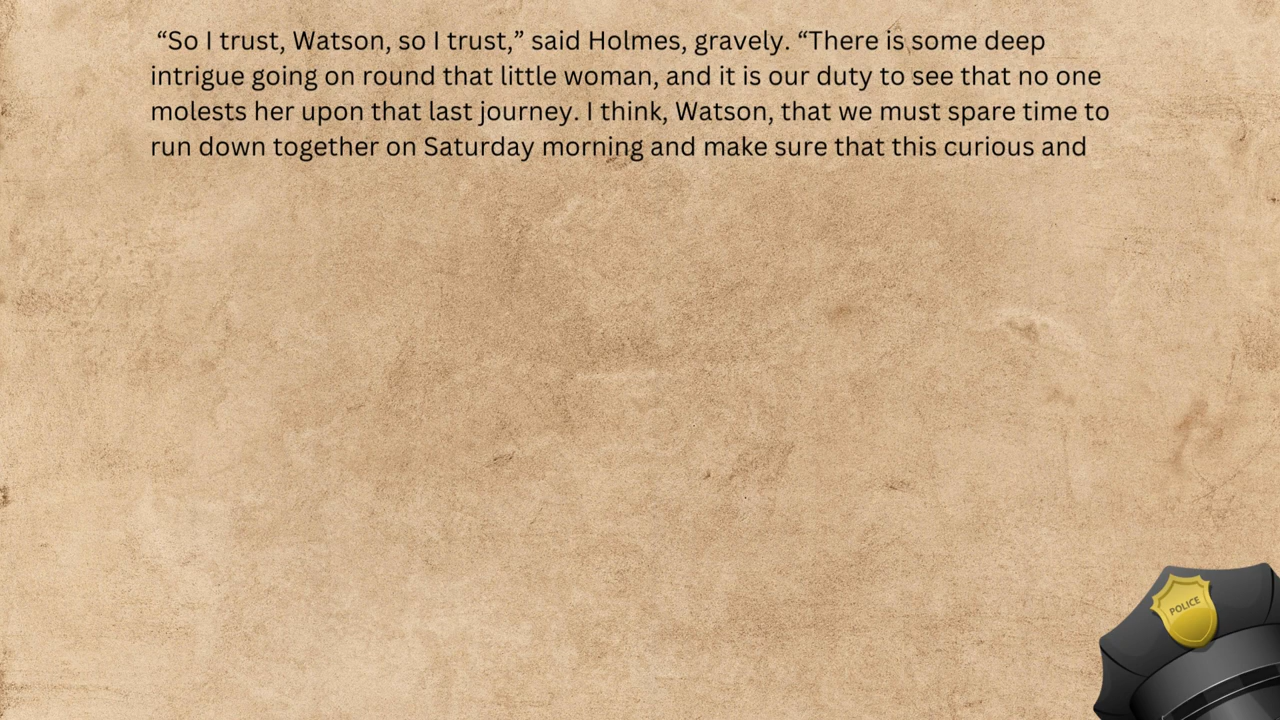 “So I trust, Watson, so I trust,” said Holmes, gravely. “There is some deep
intrigue going on round that little woman, and it is our duty to see that no one
molests her upon that last journey. I think, Watson, that we must spare time to
run down together on Saturday morning and make sure that this curious and
POLICE